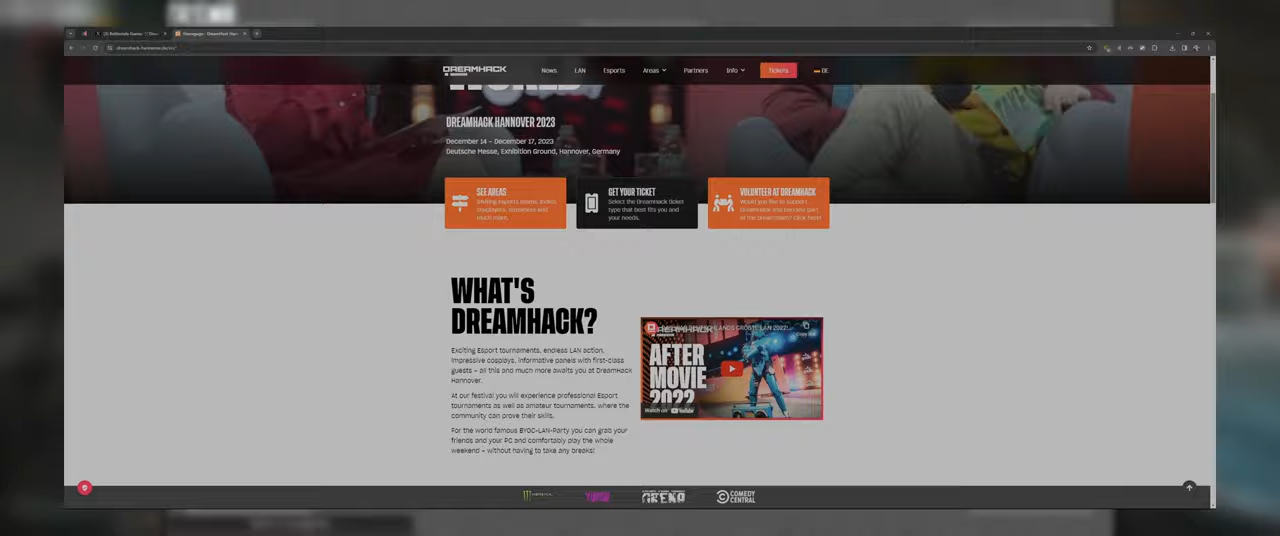 dreamhack-hannover.de/en/
DREAMHACK
News
LAN
Esports
Areas
Partners
Info
Tickets
DE
DREAMHACK HANNOVER 2023
December 14 – December 17, 2023
Deutsche Messe, Exhibition Ground, Hannover, Germany
SEE AREAS
much more.
GET YOUR TICKET
Select the DreamHack ticket
type that best fits you and
your needs.
VOLUNTEER AT DREAMHACK
Would you like to support
DreamHack and become part
of the DreamTeam? Click here!
WHAT'S
DREAMHACK?
Exciting Esport tournaments, endless LAN action,
impressive cosplays, informative panels with first-class
guests – all this and much more awaits you at DreamHack
Hannover.
At our festival you will experience professional Esport
tournaments as well as amateur tournaments, where the
community can prove their skills.
For the world famous BYOC-LAN-Party you can grab your
friends and your PC and comfortably play the whole
weekend – without having to take any breaks!
DREAMHACK
AFTER
MOVIE
2022
Watch on YouTube
MONSTER
ARENA
COMEDY
CENTRAL